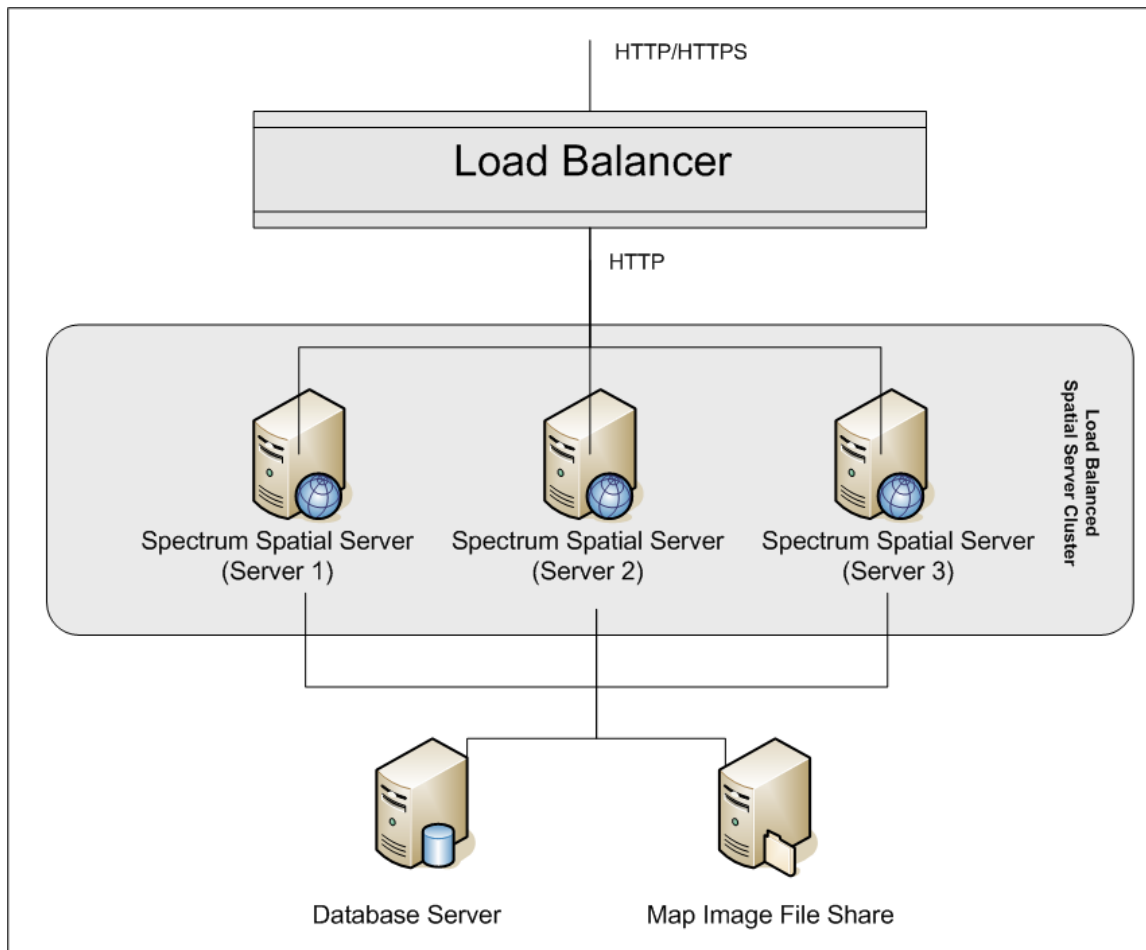 HTTP/HTTPS
Load Balancer
HTTP
Load Balanced
Spatial Server Cluster
Spectrum Spatial Server
(Server 1)
Spectrum Spatial Server
(Server 2)
Spectrum Spatial Server
(Server 3)
Database Server
Map Image File Share